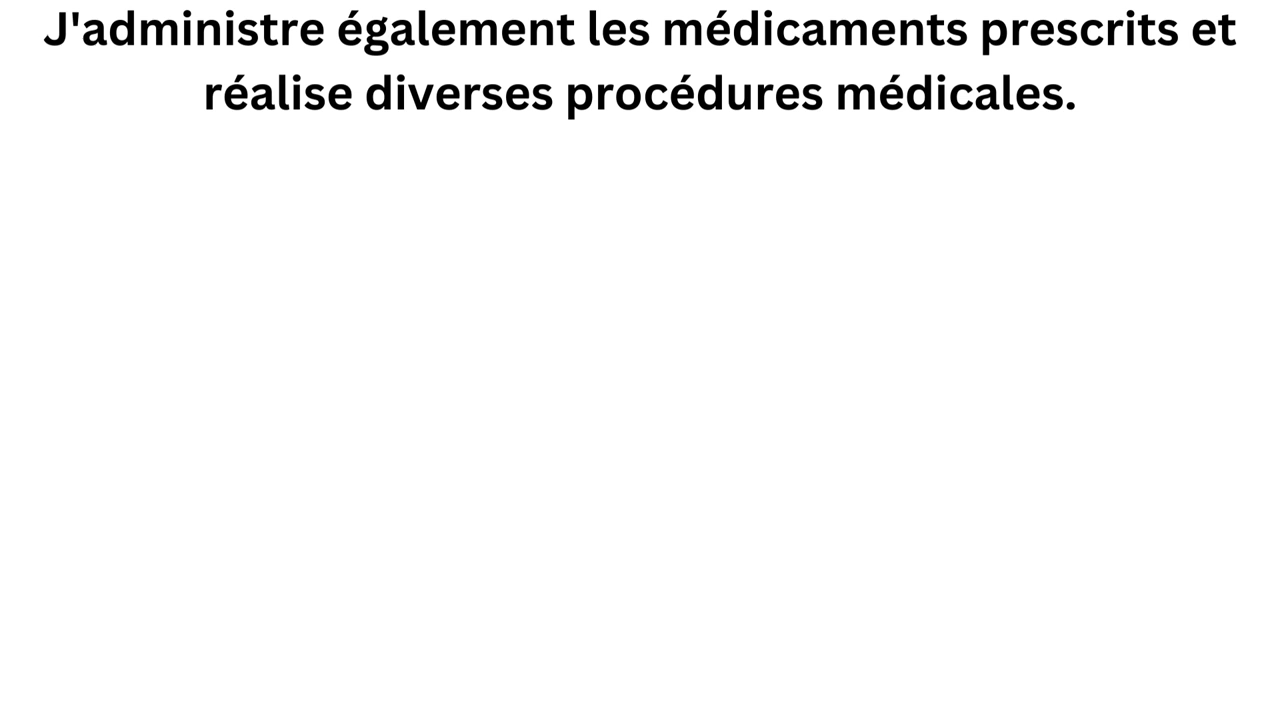 J'administre également les médicaments prescrits et
réalise diverses procédures médicales.